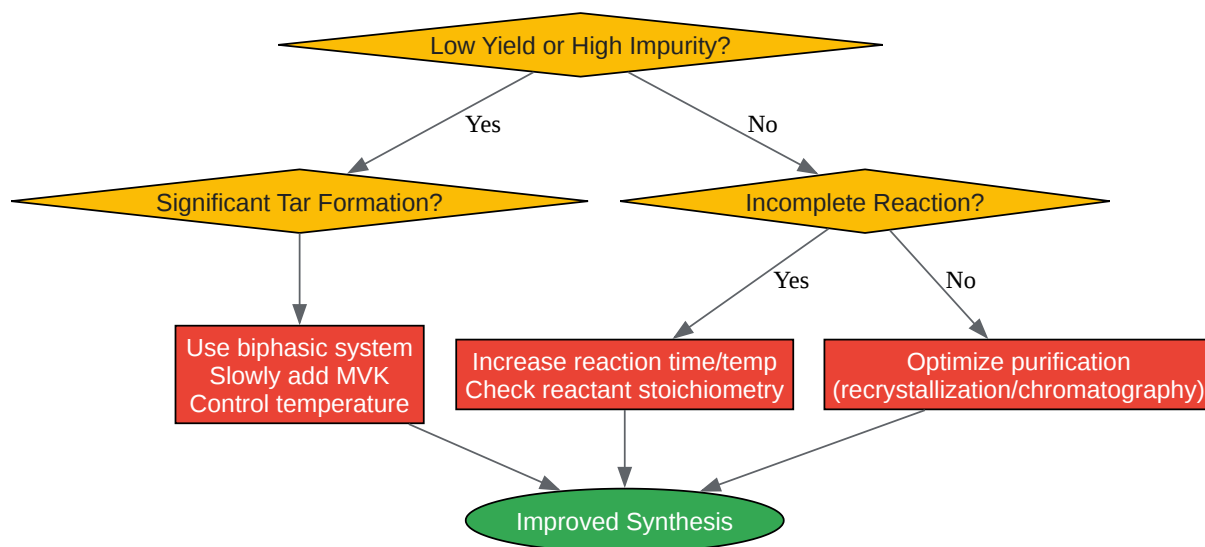 Low Yield or High Impurity?
Yes
No
Significant Tar Formation?
Incomplete Reaction?
Yes
No
Use biphasic system
Slowly add MVK
Control temperature
Increase reaction time/temp
Check reactant stoichiometry
Optimize purification
(recrystallization/chromatography)
Improved Synthesis